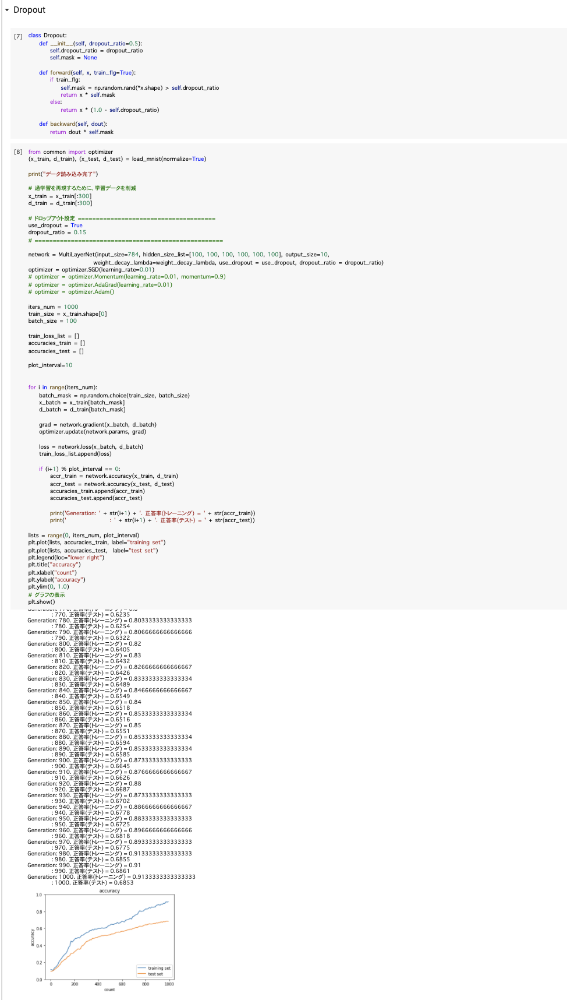 Dropout
[7] class Dropout:
def __init__(self, dropout_ratio=0.5):
self.dropout_ratio = dropout_ratio
self.mask = None
def forward(self, x, train_flg=True):
if train_flg:
self.mask = np.random.rand(*x.shape) > self.dropout_ratio
return x * self.mask
else:
return x * (1.0 - self.dropout_ratio)
def backward(self, dout):
return dout * self.mask
[8] from common import optimizer
(x_train, d_train), (x_test, d_test) = load_mnist(normalize=True)
print("データ読み込み完了")
# 過学習を再現するために、学習データを削減
x_train = x_train[:300]
d_train = d_train[:300]
# ドロップアウト設定 ======================================
use_dropout = True
dropout_ratio = 0.15
# ====================================================
network = MultiLayerNet(input_size=784, hidden_size_list=[100, 100, 100, 100, 100, 100], output_size=10,
weight_decay_lambda=weight_decay_lambda, use_dropout = use_dropout, dropout_ratio = dropout_ratio)
optimizer = optimizer.SGD(learning_rate=0.01)
# optimizer = optimizer.Momentum(learning_rate=0.01, momentum=0.9)
# optimizer = optimizer.AdaGrad(learning_rate=0.01)
# optimizer = optimizer.Adam()
iters_num = 1000
train_size = x_train.shape[0]
batch_size = 100
train_loss_list = []
accuracies_train = []
accuracies_test = []
plot_interval=10
for i in range(iters_num):
batch_mask = np.random.choice(train_size, batch_size)
x_batch = x_train[batch_mask]
d_batch = d_train[batch_mask]
grad = network.gradient(x_batch, d_batch)
optimizer.update(network.params, grad)
loss = network.loss(x_batch, d_batch)
train_loss_list.append(loss)
if (i+1) % plot_interval == 0:
accr_train = network.accuracy(x_train, d_train)
accr_test = network.accuracy(x_test, d_test)
accuracies_train.append(accr_train)
accuracies_test.append(accr_test)
print('Generation: ' + str(i+1) + '. 正答率(トレーニング) = ' + str(accr_train))
print('                : ' + str(i+1) + '. 正答率(テスト) = ' + str(accr_test))
lists = range(0, iters_num, plot_interval)
plt.plot(lists, accuracies_train, label="training set")
plt.plot(lists, accuracies_test,  label="test set")
plt.legend(loc="lower right")
plt.title("accuracy")
plt.xlabel("count")
plt.ylabel("accuracy")
plt.ylim(0, 1.0)
# グラフの表示
plt.show()
: 770. 正答率(テスト) = 0.6235
Generation: 780. 正答率(トレーニング) = 0.8033333333333333
: 780. 正答率(テスト) = 0.6254
Generation: 790. 正答率(トレーニング) = 0.8066666666666666
: 790. 正答率(テスト) = 0.6322
Generation: 800. 正答率(トレーニング) = 0.82
: 800. 正答率(テスト) = 0.6405
Generation: 810. 正答率(トレーニング) = 0.83
: 810. 正答率(テスト) = 0.6432
Generation: 820. 正答率(トレーニング) = 0.8266666666666667
: 820. 正答率(テスト) = 0.6426
Generation: 830. 正答率(トレーニング) = 0.8333333333333334
: 830. 正答率(テスト) = 0.6489
Generation: 840. 正答率(トレーニング) = 0.8466666666666667
: 840. 正答率(テスト) = 0.6549
Generation: 850. 正答率(トレーニング) = 0.84
: 850. 正答率(テスト) = 0.6518
Generation: 860. 正答率(トレーニング) = 0.8533333333333334
: 860. 正答率(テスト) = 0.6516
Generation: 870. 正答率(トレーニング) = 0.85
: 870. 正答率(テスト) = 0.6551
Generation: 880. 正答率(トレーニング) = 0.8533333333333334
: 880. 正答率(テスト) = 0.6594
Generation: 890. 正答率(トレーニング) = 0.8533333333333334
: 890. 正答率(テスト) = 0.6585
Generation: 900. 正答率(トレーニング) = 0.8733333333333333
: 900. 正答率(テスト) = 0.6645
Generation: 910. 正答率(トレーニング) = 0.8766666666666667
: 910. 正答率(テスト) = 0.6626
Generation: 920. 正答率(トレーニング) = 0.88
: 920. 正答率(テスト) = 0.6687
Generation: 930. 正答率(トレーニング) = 0.8733333333333333
: 930. 正答率(テスト) = 0.6702
Generation: 940. 正答率(トレーニング) = 0.8866666666666667
: 940. 正答率(テスト) = 0.6778
Generation: 950. 正答率(トレーニング) = 0.8833333333333333
: 950. 正答率(テスト) = 0.6725
Generation: 960. 正答率(トレーニング) = 0.8966666666666666
: 960. 正答率(テスト) = 0.6818
Generation: 970. 正答率(トレーニング) = 0.8933333333333333
: 970. 正答率(テスト) = 0.6775
Generation: 980. 正答率(トレーニング) = 0.9133333333333333
: 980. 正答率(テスト) = 0.6855
Generation: 990. 正答率(トレーニング) = 0.91
: 990. 正答率(テスト) = 0.6861
Generation: 1000. 正答率(トレーニング) = 0.9133333333333333
: 1000. 正答率(テスト) = 0.6853
accuracy
1.0
0.8
0.6
0.4
0.2
0.0
accuracy
training set
test set
0 200 400 600 800 1000
count